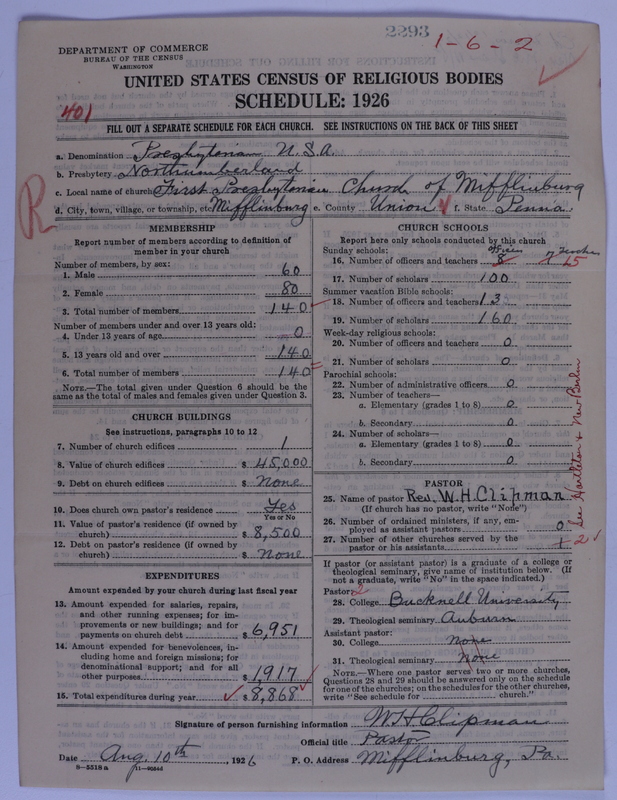 2293
1-6-2
DEPARTMENT OF COMMERCE
BUREAU OF THE CENSUS
WASHINGTON
UNITED STATES CENSUS OF RELIGIOUS BODIES
SCHEDULE: 1926
401
FILL OUT A SEPARATE SCHEDULE FOR EACH CHURCH. SEE INSTRUCTIONS ON THE BACK OF THIS SHEET
R
a. Denomination Presbyterian U.S.A.
b. Presbytery Northumberland
c. Local name of church First Presbyterian Church of Mifflinburg
d. City, town, village, or township, etc. Mifflinburg e. County Union f. State Penna.
MEMBERSHIP
Report number of members according to definition of
member in your church
Number of members, by sex:
1. Male 60
2. Female 80
3. Total number of members 140
Number of members under and over 13 years old:
4. Under 13 years of age 0
5. 13 years old and over 140
6. Total number of members 140
NOTE.—The total given under Question 6 should be the
same as the total of males and females given under Question 3.
CHURCH BUILDINGS
See instructions, paragraphs 10 to 12
7. Number of church edifices 1
8. Value of church edifices $ 45,000
9. Debt on church edifices $ None
10. Does church own pastor's residence Yes
Yes or No
11. Value of pastor's residence (if owned by
church) $ 8,500
12. Debt on pastor's residence (if owned by
church) $ None
EXPENDITURES
Amount expended by your church during last fiscal year
13. Amount expended for salaries, repairs,
and other running expenses; for im-
provements or new buildings; and for
payments on church debt $ 6,951
14. Amount expended for benevolences, in-
cluding home and foreign missions; for
denominational support; and for all
other purposes $ 1,917
15. Total expenditures during year $ 8,868
CHURCH SCHOOLS
Report here only schools conducted by this church
Sunday schools: officers teachers
16. Number of officers and teachers 8 + 15
17. Number of scholars 100
Summer vacation Bible schools:
18. Number of officers and teachers 13
19. Number of scholars 160
Week-day religious schools:
20. Number of officers and teachers 0
21. Number of scholars 0
Parochial schools:
22. Number of administrative officers 0
23. Number of teachers—
a. Elementary (grades 1 to 8) 0
b. Secondary 0
24. Number of scholars—
a. Elementary (grades 1 to 8) 0
b. Secondary 0
See Hartleton & New Berlin
PASTOR
25. Name of pastor Rev. W.H. Clipman
(If church has no pastor, write "None")
26. Number of ordained ministers, if any, em-
ployed as assistant pastors 0
27. Number of other churches served by the
pastor or his assistants 2
If pastor (or assistant pastor) is a graduate of a college or
theological seminary, give name of institution below. (If
not a graduate, write "No" in the space indicated.)
Pastor: 2
28. College Bucknell University
29. Theological seminary Auburn
Assistant pastor:
30. College None
31. Theological seminary None
NOTE.—Where one pastor serves two or more churches,
Questions 28 and 29 should be answered only on the schedule
for one of the churches; on the schedules for the other churches,
write "See schedule for church."
Signature of person furnishing information W H Clipman
Official title Pastor
Date Aug. 10th, 1926 P. O. Address Mifflinburg, Pa.
8-5518 a